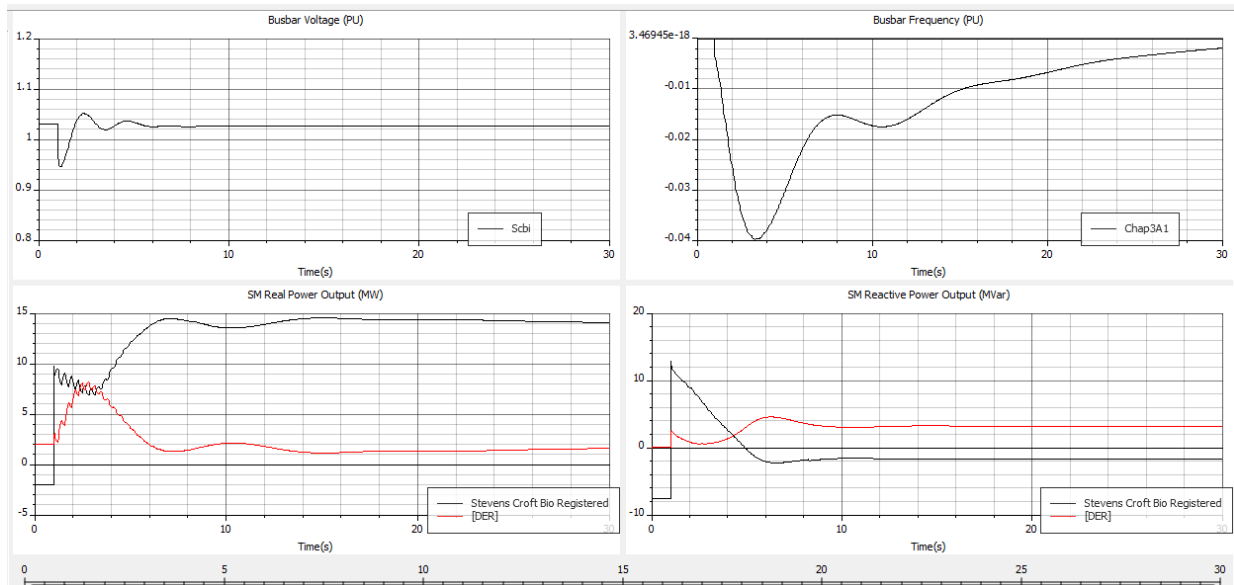 Busbar Voltage (PU)
1.2
1.1
1
0.9
0.8
0
10
20
30
Time(s)
Scbi
Busbar Frequency (PU)
3.46945e-18
-0.01
-0.02
-0.03
-0.04
0
10
20
30
Time(s)
Chap3A1
SM Real Power Output (MW)
15
10
5
0
-5
0
10
20
30
Time(s)
Stevens Croft Bio Registered
[DER]
SM Reactive Power Output (MVar)
20
10
0
-10
0
10
20
30
Time(s)
Stevens Croft Bio Registered
[DER]
0 5 10 15 20 25 30